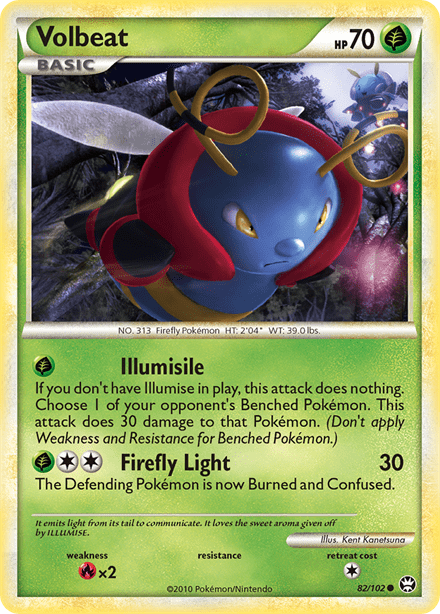 Volbeat HP 70
BASIC
NO. 313 Firefly Pokémon HT: 2'04" WT: 39.0 lbs.
Illumisile
If you don't have Illumise in play, this attack does nothing.
Choose 1 of your opponent's Benched Pokémon. This
attack does 30 damage to that Pokémon. (Don't apply
Weakness and Resistance for Benched Pokémon.)
Firefly Light 30
The Defending Pokémon is now Burned and Confused.
It emits light from its tail to communicate. It loves the sweet aroma given off
by ILLUMISE.
Illus. Kent Kanetsuna
weakness resistance retreat cost
×2
©2010 Pokémon/Nintendo 82/102